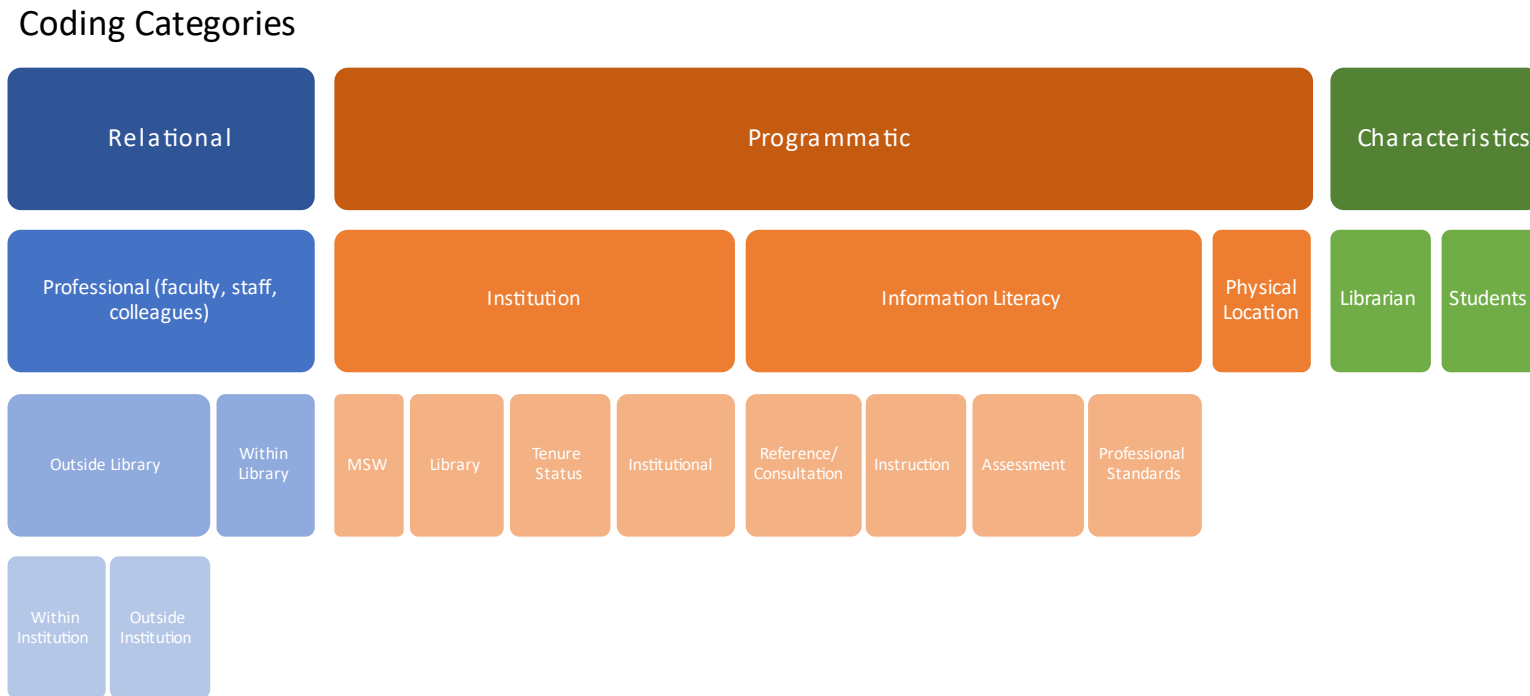 Coding Categories
Relational
Programmatic
Characteristics
Professional (faculty, staff,
colleagues)
Institution
Information Literacy
Physical
Location
Librarian
Students
Outside Library
Within
Library
MSW
Library
Tenure
Status
Institutional
Reference/
Consultation
Instruction
Assessment
Professional
Standards
Within
Institution
Outside
Institution